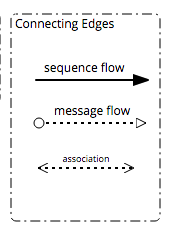 Connecting Edges
sequence flow
message flow
association